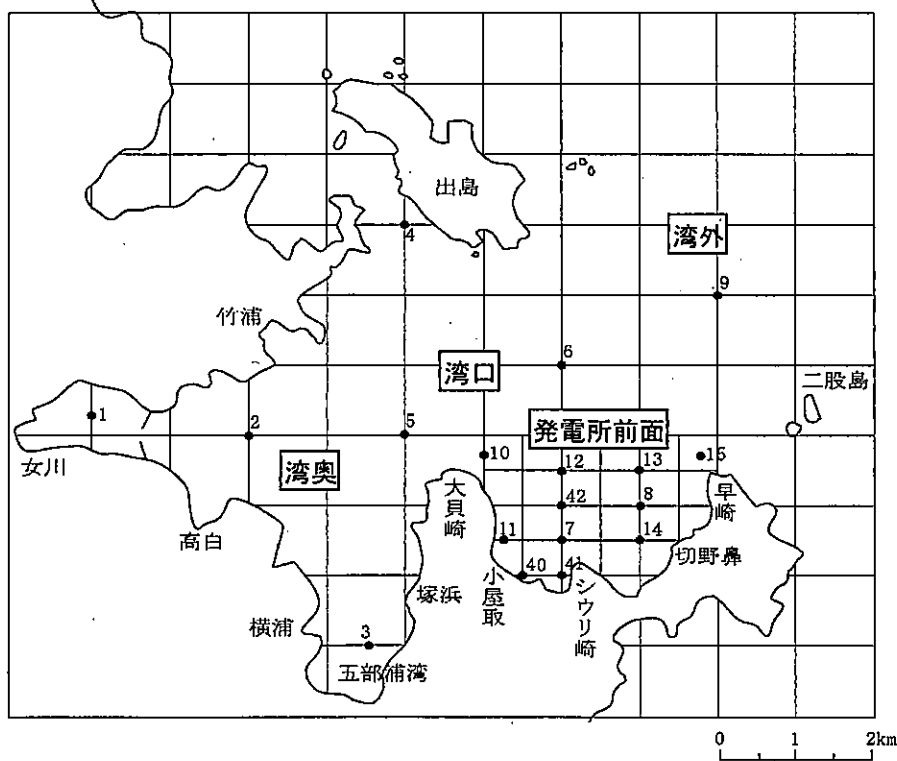 出島
4
湾外
9
竹浦
6
湾口
二股島
1
2
5
発電所前面
10
12
13
15
女川
湾奥
大貝崎
42
8
早崎
高白
11
7
14
切野鼻
40
41
小屋取
シウリ崎
塚浜
横浦
3
五部浦湾
0 1 2km